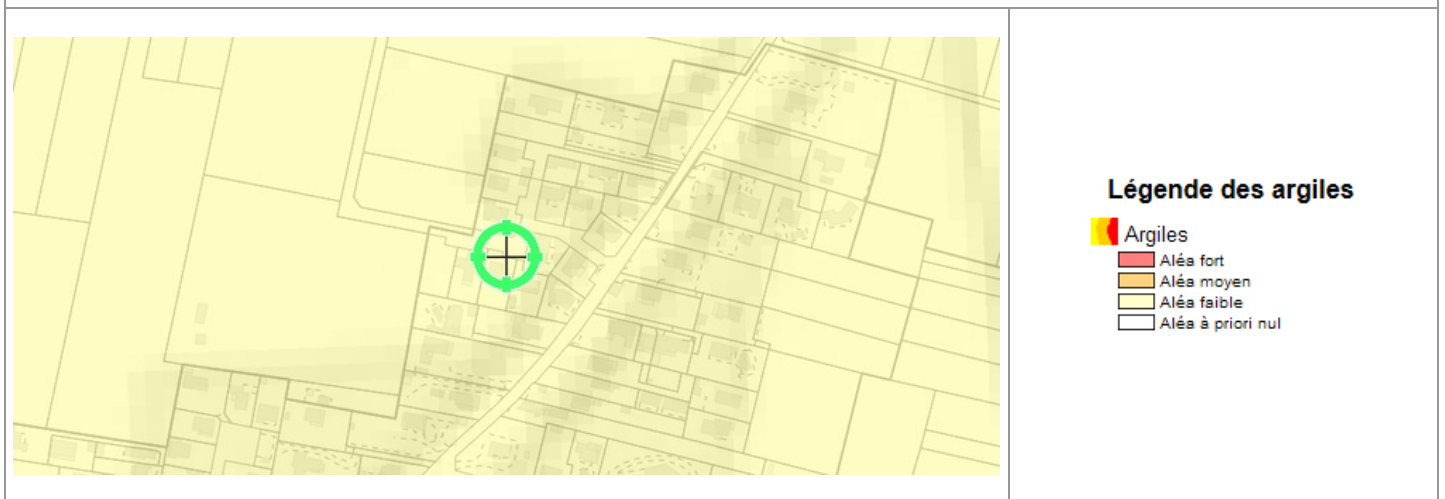 Légende des argiles
Argiles
Aléa fort
Aléa moyen
Aléa faible
Aléa à priori nul